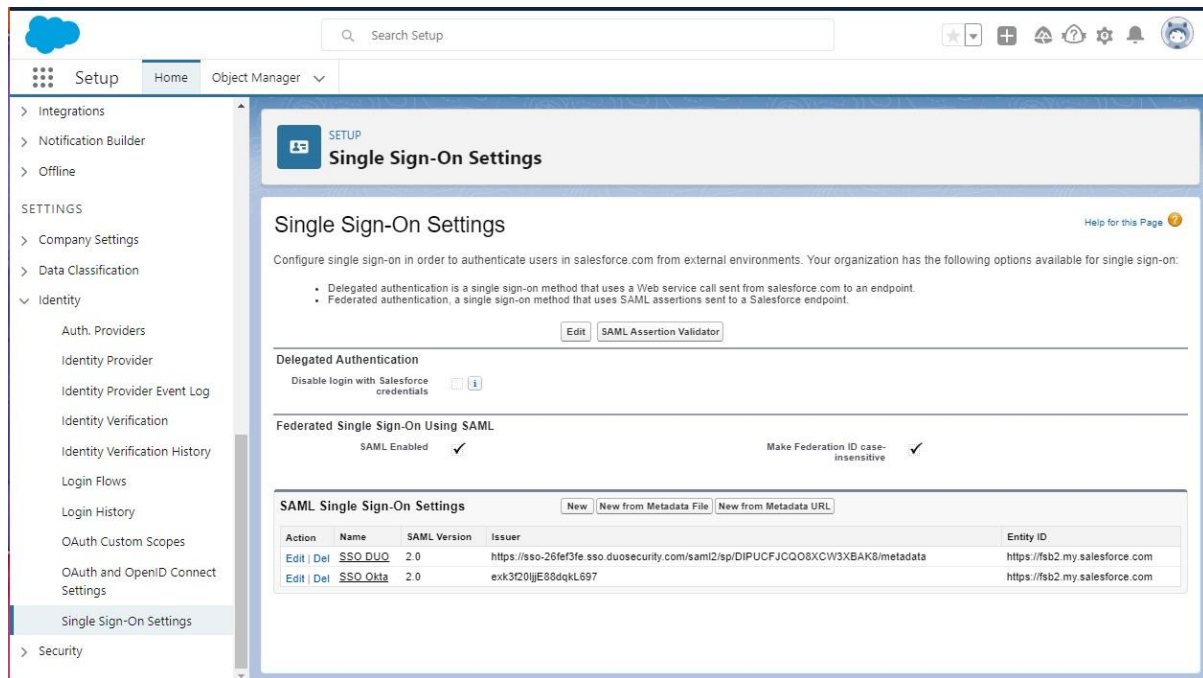 Search Setup
Setup
Home
Object Manager
Integrations
Notification Builder
Offline
SETTINGS
Company Settings
Data Classification
Identity
Auth. Providers
Identity Provider
Identity Provider Event Log
Identity Verification
Identity Verification History
Login Flows
Login History
OAuth Custom Scopes
OAuth and OpenID Connect
Settings
Single Sign-On Settings
Security
SETUP
Single Sign-On Settings
Single Sign-On Settings
Help for this Page
Configure single sign-on in order to authenticate users in salesforce.com from external environments. Your organization has the following options available for single sign-on:
• Delegated authentication is a single sign-on method that uses a Web service call sent from salesforce.com to an endpoint.
• Federated authentication, a single sign-on method that uses SAML assertions sent to a Salesforce endpoint.
Edit SAML Assertion Validator
Delegated Authentication
Disable login with Salesforce
credentials
Federated Single Sign-On Using SAML
SAML Enabled
Make Federation ID case-
insensitive
SAML Single Sign-On Settings New New from Metadata File New from Metadata URL
Action Name SAML Version Issuer Entity ID
Edit | Del SSO DUO 2.0 https://sso-26fef3fe.sso.duosecurity.com/saml2/sp/DIPUCFJCQO8XCW3XBAK8/metadata https://fsb2.my.salesforce.com
Edit | Del SSO Okta 2.0 exk3f20ljjE88dqkL697 https://fsb2.my.salesforce.com